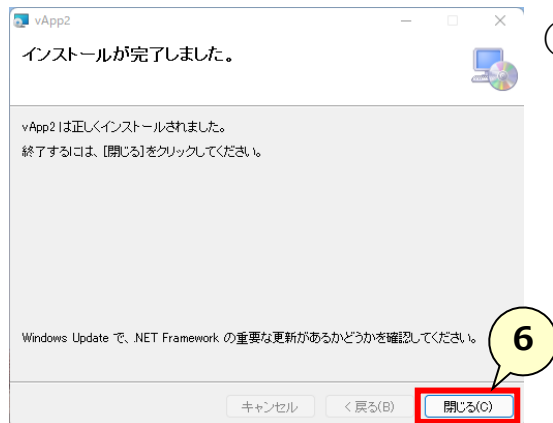 vApp2
インストールが完了しました。
vApp2 は正しくインストールされました。
終了するには、[閉じる]をクリックしてください。
Windows Update で、.NET Framework の重要な更新があるかどうかを確認してください。
6
キャンセル
< 戻る(B)
閉じる(C)